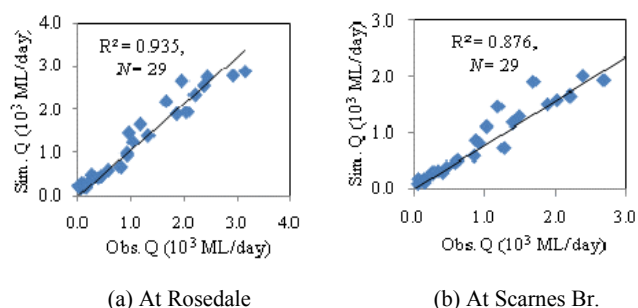 4.0
3.0
2.0
1.0
0.0
0.0 1.0 2.0 3.0 4.0
Sim. Q (10³ ML/day)
Obs. Q (10³ ML/day)
R² = 0.935,
N = 29
(a) At Rosedale
3.0
2.0
1.0
0.0
0.0 1.0 2.0 3.0
Sim. Q (10³ ML/day)
Obs. Q (10³ ML/day)
R² = 0.876,
N = 29
(b) At Scarnes Br.